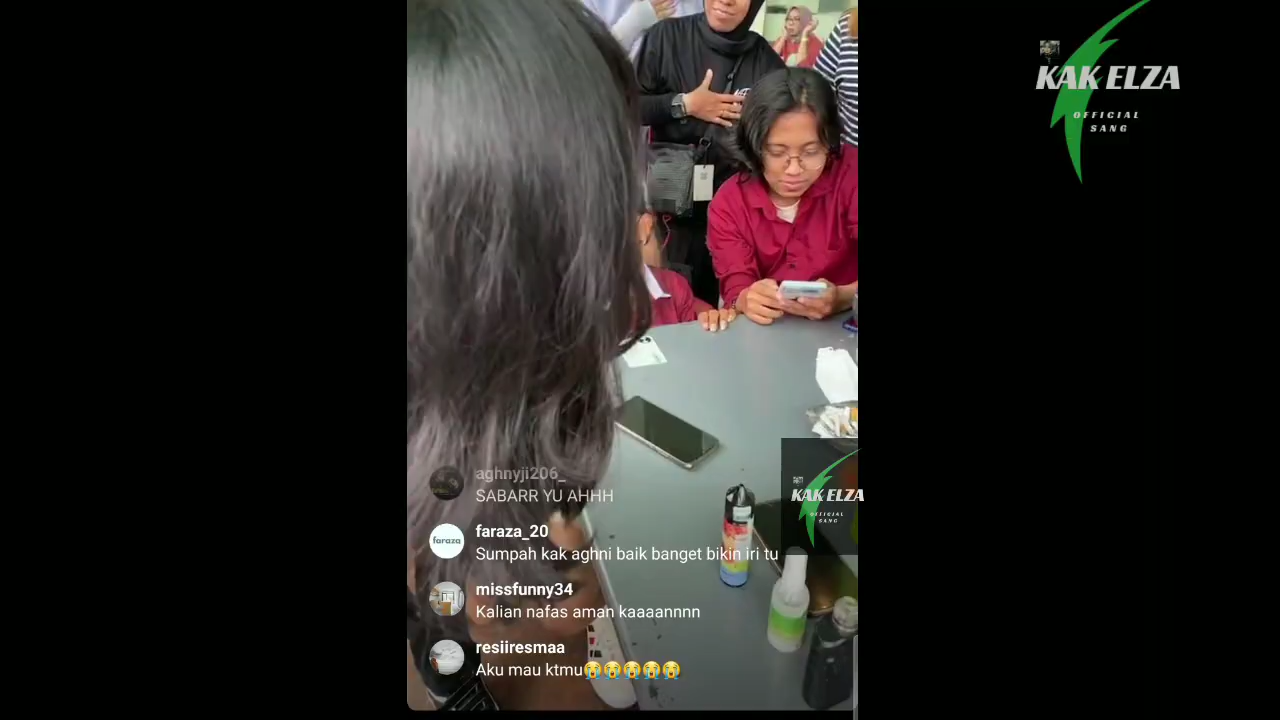 KAK ELZA
OFFICIAL
SANG
aghnyji206_
SABARR YU AHHH
faraza_20
Sumpah kak aghni baik banget bikin iri tu
missfunny34
Kalian nafas aman kaaaannnn
resiiresmaa
Aku mau ktmu😭😭😭😭😭
faraza
KAK ELZA
OFFICIAL
SANG